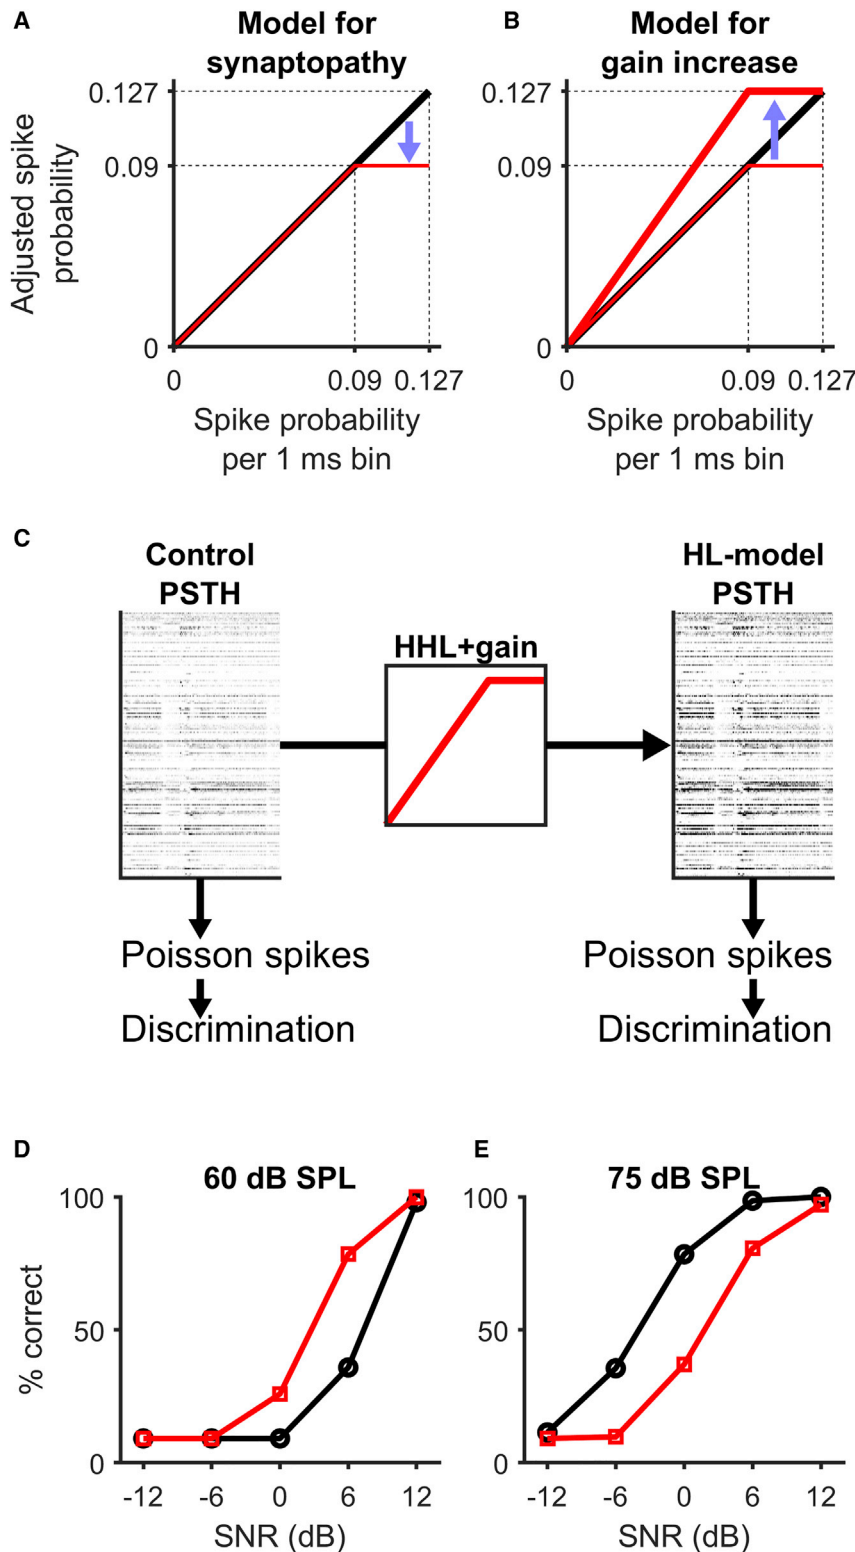 A
Model for
synaptopathy
0.127
0.09
0
Adjusted spike
probability
0
0.09
0.127
Spike probability
per 1 ms bin
B
Model for
gain increase
0.127
0.09
0
0
0.09
0.127
Spike probability
per 1 ms bin
C
Control
PSTH
HHL+gain
HL-model
PSTH
Poisson spikes
Discrimination
Poisson spikes
Discrimination
D
60 dB SPL
100
50
0
% correct
-12
-6
0
6
12
SNR (dB)
E
75 dB SPL
100
50
0
-12
-6
0
6
12
SNR (dB)